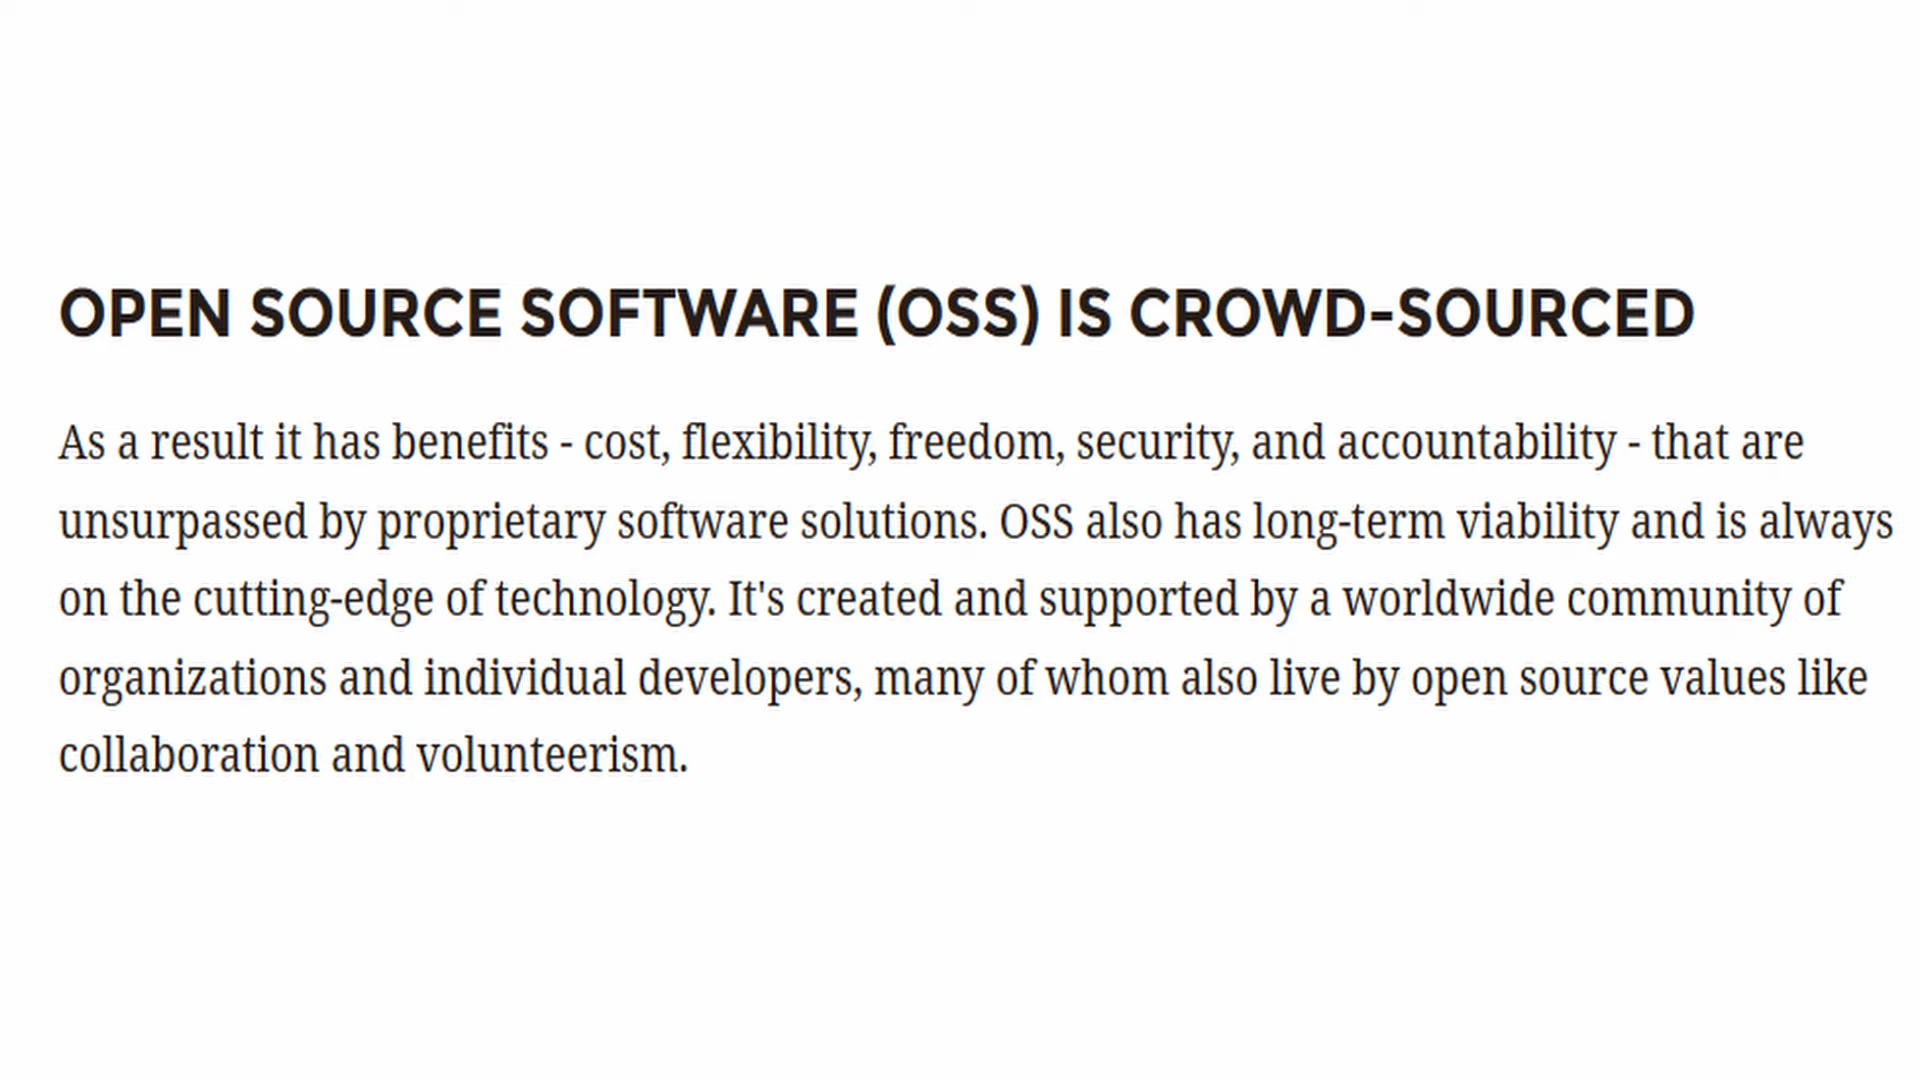 OPEN SOURCE SOFTWARE (OSS) IS CROWD-SOURCED
As a result it has benefits - cost, flexibility, freedom, security, and accountability - that are
unsurpassed by proprietary software solutions. OSS also has long-term viability and is always
on the cutting-edge of technology. It's created and supported by a worldwide community of
organizations and individual developers, many of whom also live by open source values like
collaboration and volunteerism.